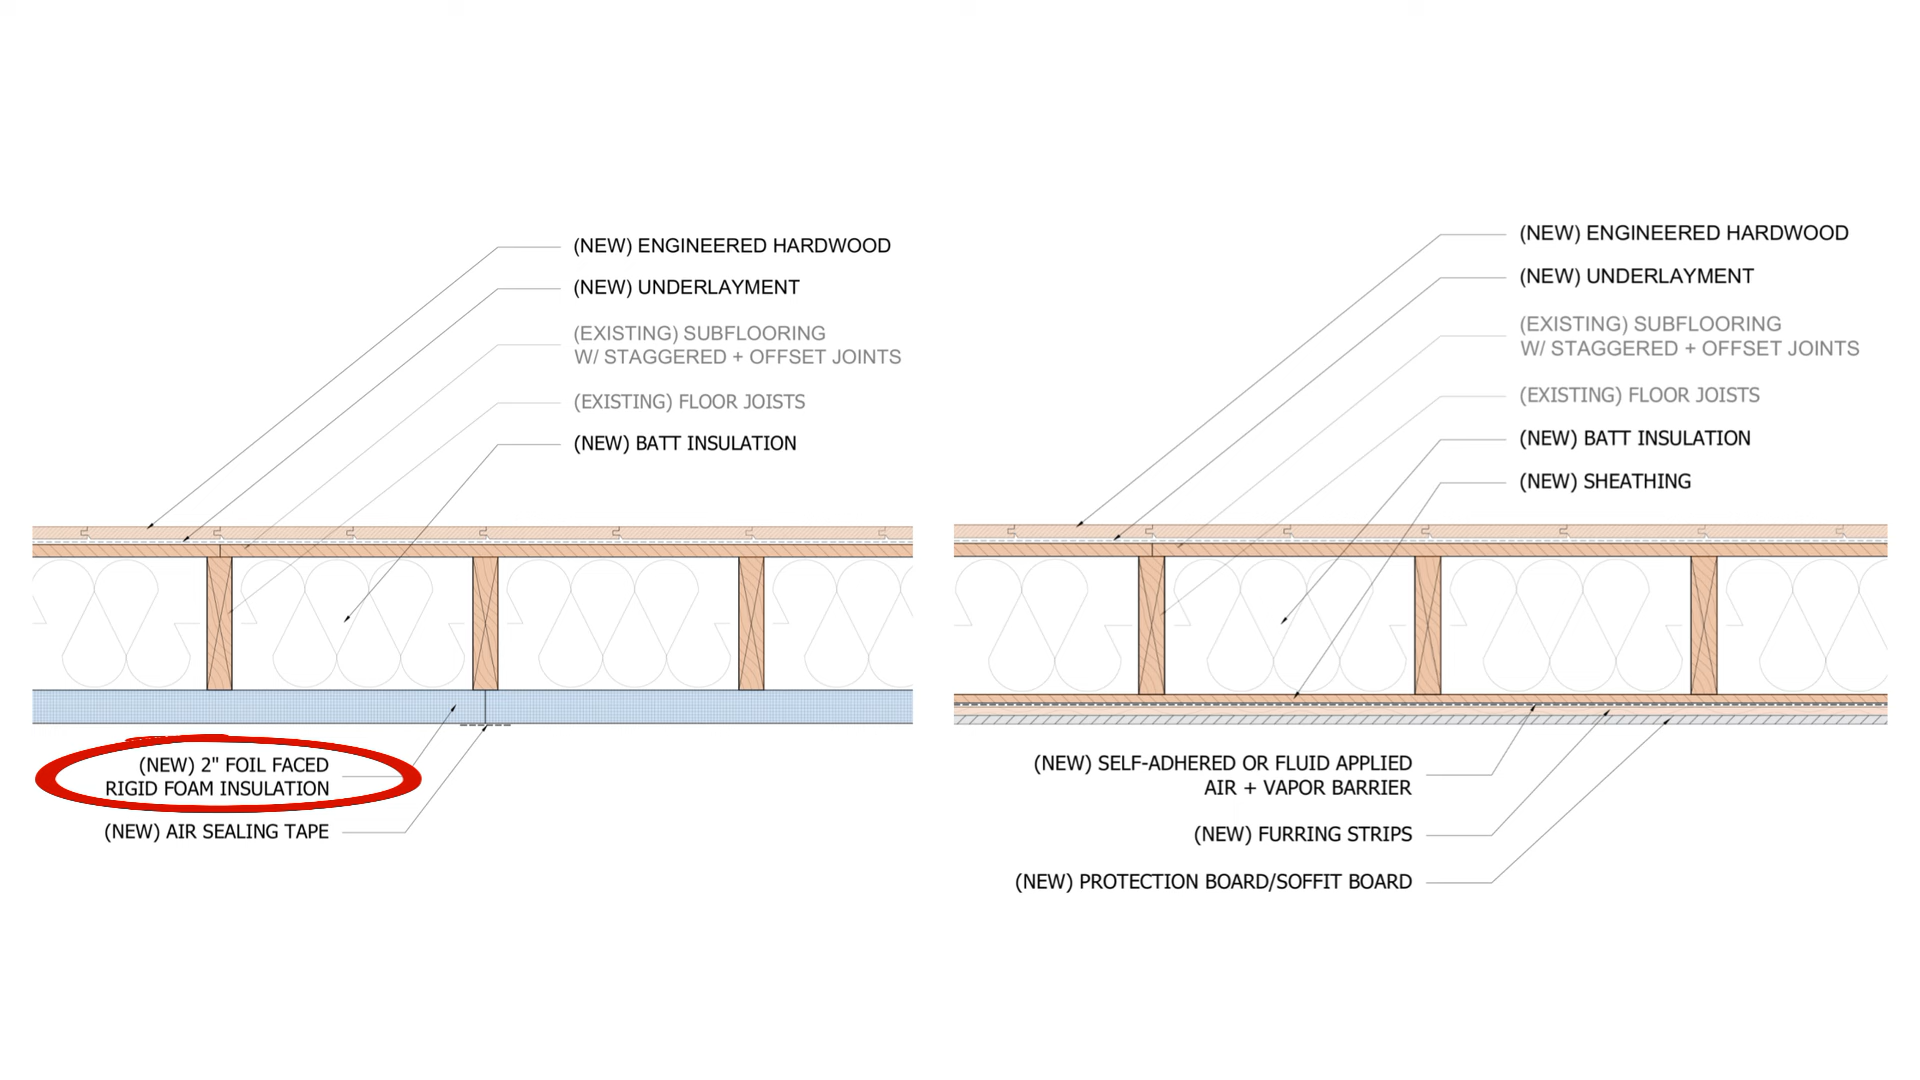 (NEW) ENGINEERED HARDWOOD
(NEW) UNDERLAYMENT
(EXISTING) SUBFLOORING
W/ STAGGERED + OFFSET JOINTS
(EXISTING) FLOOR JOISTS
(NEW) BATT INSULATION
(NEW) 2" FOIL FACED
RIGID FOAM INSULATION
(NEW) AIR SEALING TAPE
(NEW) ENGINEERED HARDWOOD
(NEW) UNDERLAYMENT
(EXISTING) SUBFLOORING
W/ STAGGERED + OFFSET JOINTS
(EXISTING) FLOOR JOISTS
(NEW) BATT INSULATION
(NEW) SHEATHING
(NEW) SELF-ADHERED OR FLUID APPLIED
AIR + VAPOR BARRIER
(NEW) FURRING STRIPS
(NEW) PROTECTION BOARD/SOFFIT BOARD